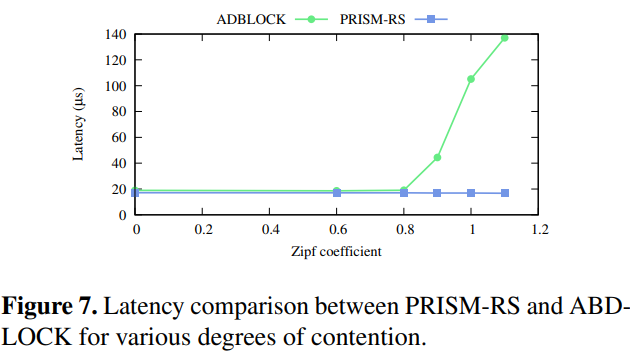 ADBLOCK PRISM-RS
140
120
100
80
60
40
20
0
Latency (µs)
0 0.2 0.4 0.6 0.8 1 1.2
Zipf coefficient
Figure 7. Latency comparison between PRISM-RS and ABD-
LOCK for various degrees of contention.